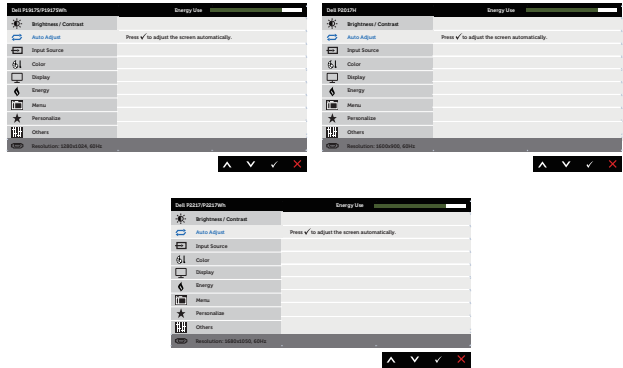 Dell P1917S/P1917SWh Energy Use
Brightness / Contrast
Auto Adjust Press ✓ to adjust the screen automatically.
Input Source
Color
Display
Energy
Menu
Personalize
Others
Resolution: 1280x1024, 60Hz
Dell P2017H Energy Use
Brightness / Contrast
Auto Adjust Press ✓ to adjust the screen automatically.
Input Source
Color
Display
Energy
Menu
Personalize
Others
Resolution: 1600x900, 60Hz
Dell P2217/P2217Wh Energy Use
Brightness / Contrast
Auto Adjust Press ✓ to adjust the screen automatically.
Input Source
Color
Display
Energy
Menu
Personalize
Others
Resolution: 1680x1050, 60Hz